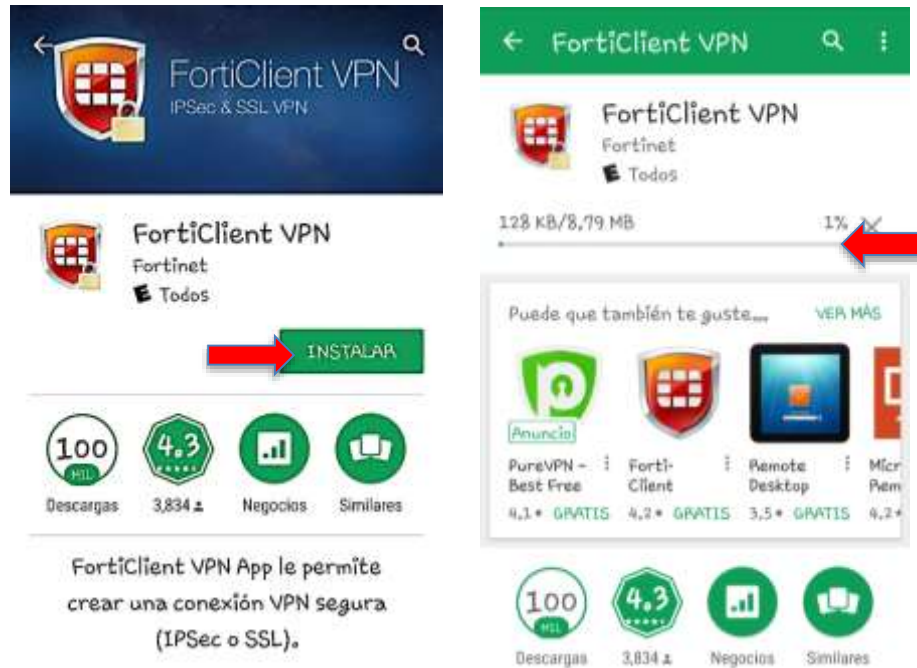 FortiClient VPN
IPSec & SSL VPN
FortiClient VPN
Fortinet
E Todos
INSTALAR
100
MIL
4.3
Descargas
3,834
Negocios
Similares
FortiClient VPN App le permite
crear una conexión VPN segura
(IPSec o SSL).
FortiClient VPN
FortiClient VPN
Fortinet
E Todos
128 KB/8,79 MB
1%
Puede que también te guste...
VER MÁS
Anuncio
PureVPN -
Best Free
4,1★ GRATIS
Forti-
Client
4,2★ GRATIS
Remote
Desktop
3,5★ GRATIS
Micr
Rem
4,2★
100
MIL
4.3
Descargas
3,834
Negocios
Similares